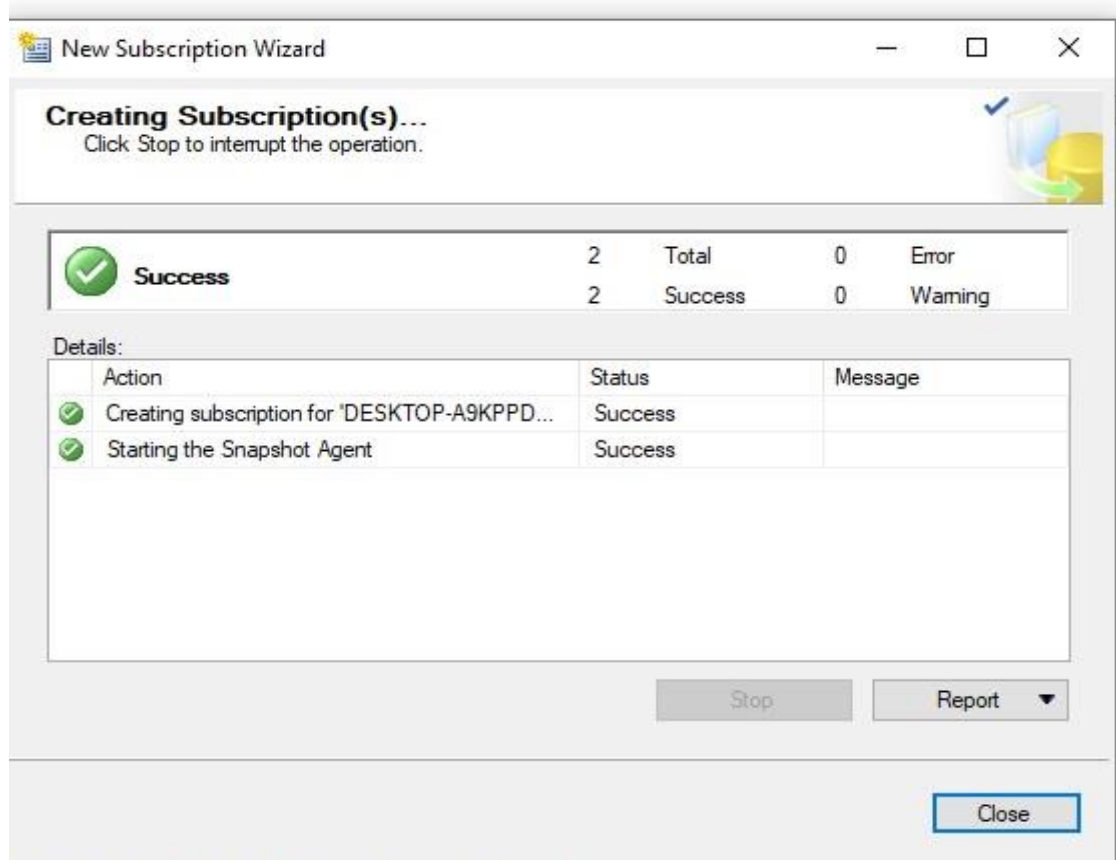 New Subscription Wizard
Creating Subscription(s)...
Click Stop to interrupt the operation.
Success 2 Total 0 Error
2 Success 0 Warning
Details:
Action Status Message
Creating subscription for 'DESKTOP-A9KPPD... Success
Starting the Snapshot Agent Success
Stop Report
Close